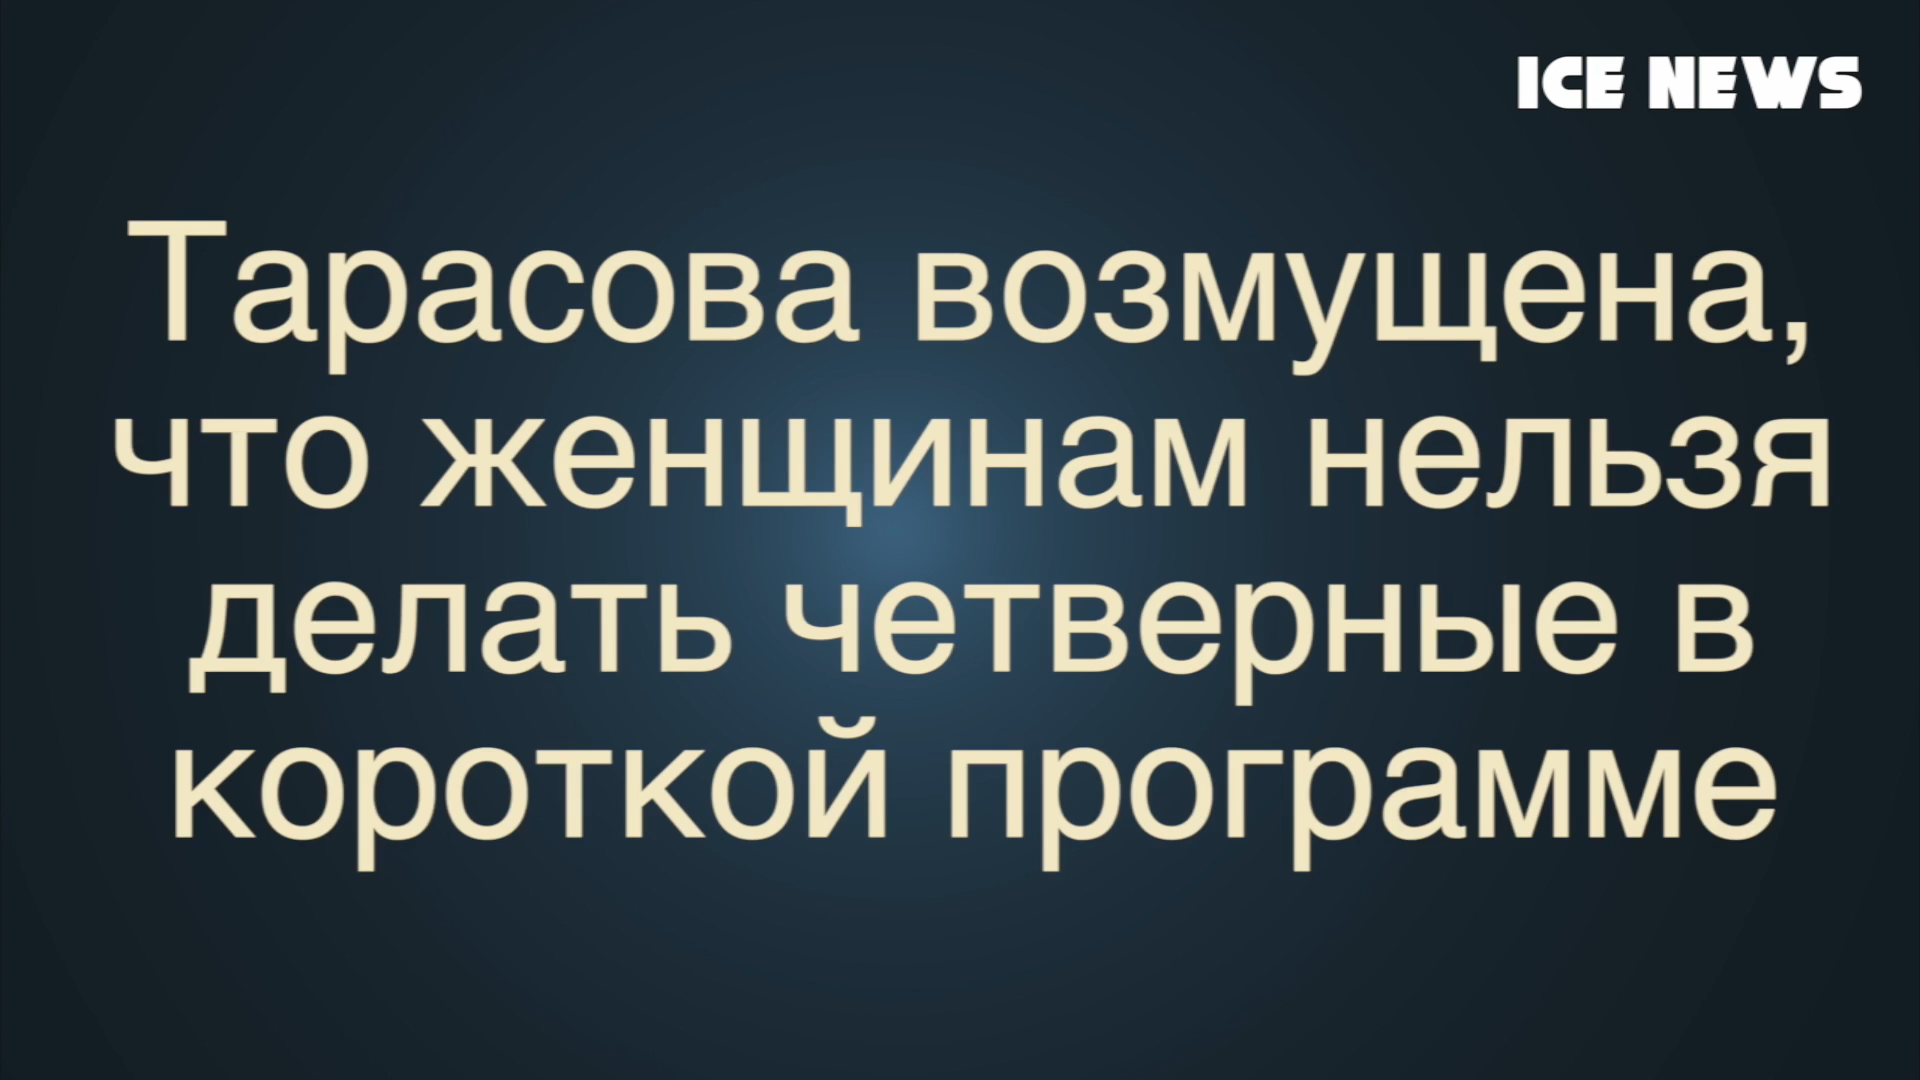 ICE NEWS
Тарасова возмущена,
что женщинам нельзя
делать четверные в
короткой программе